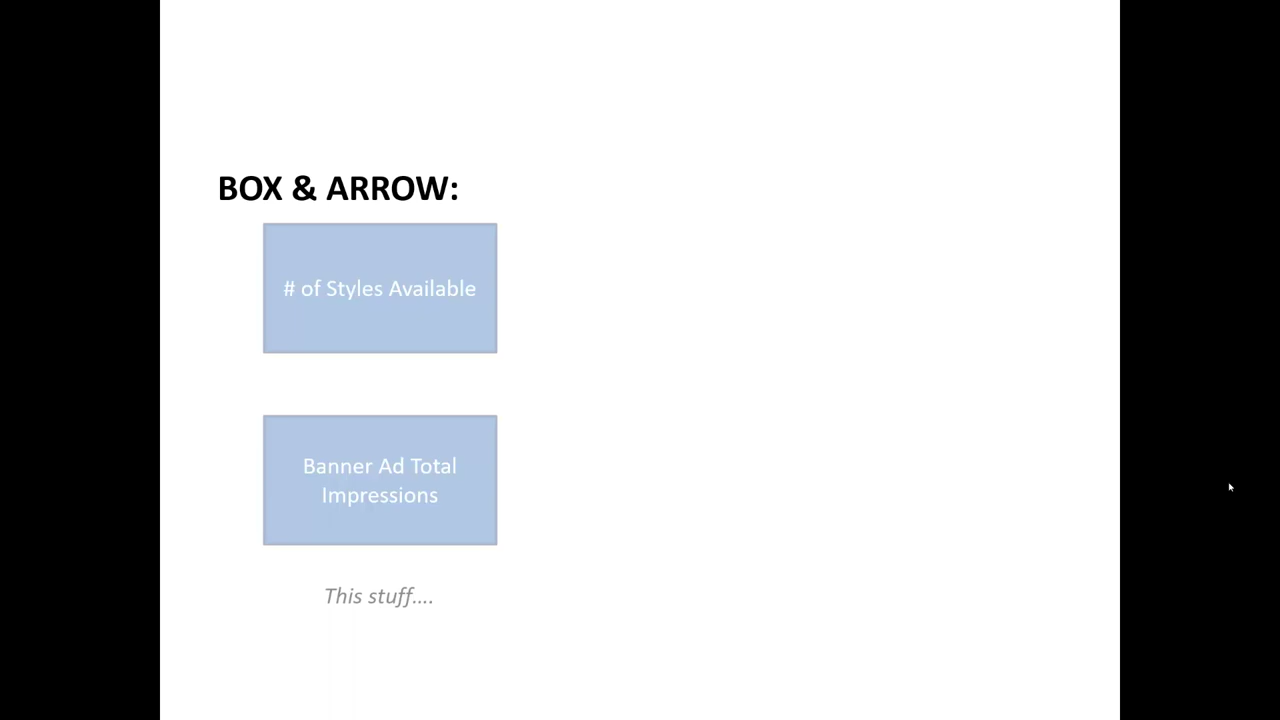 BOX & ARROW:
# of Styles Available
Banner Ad Total
Impressions
This stuff....